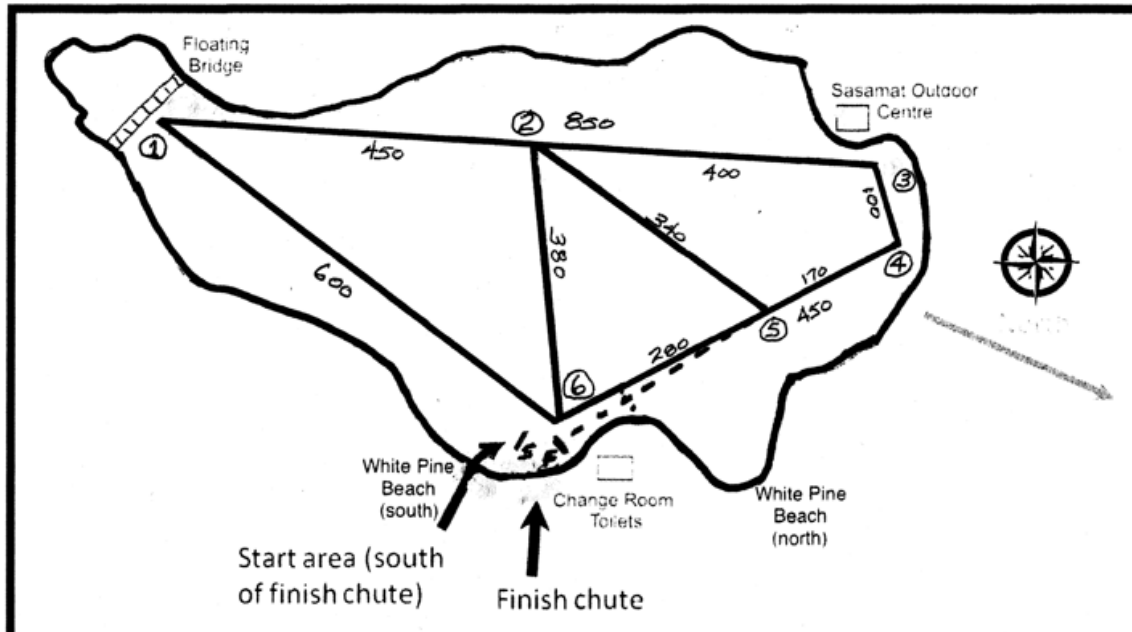 Floating
Bridge
Sasamat Outdoor
Centre
① ② 850
450 400 ③
100
340
380 ④
600 170
450
⑤
280
⑥
North
S F
White Pine
Beach
(south)
Change Room
Toilets
White Pine
Beach
(north)
Start area (south
of finish chute)
Finish chute